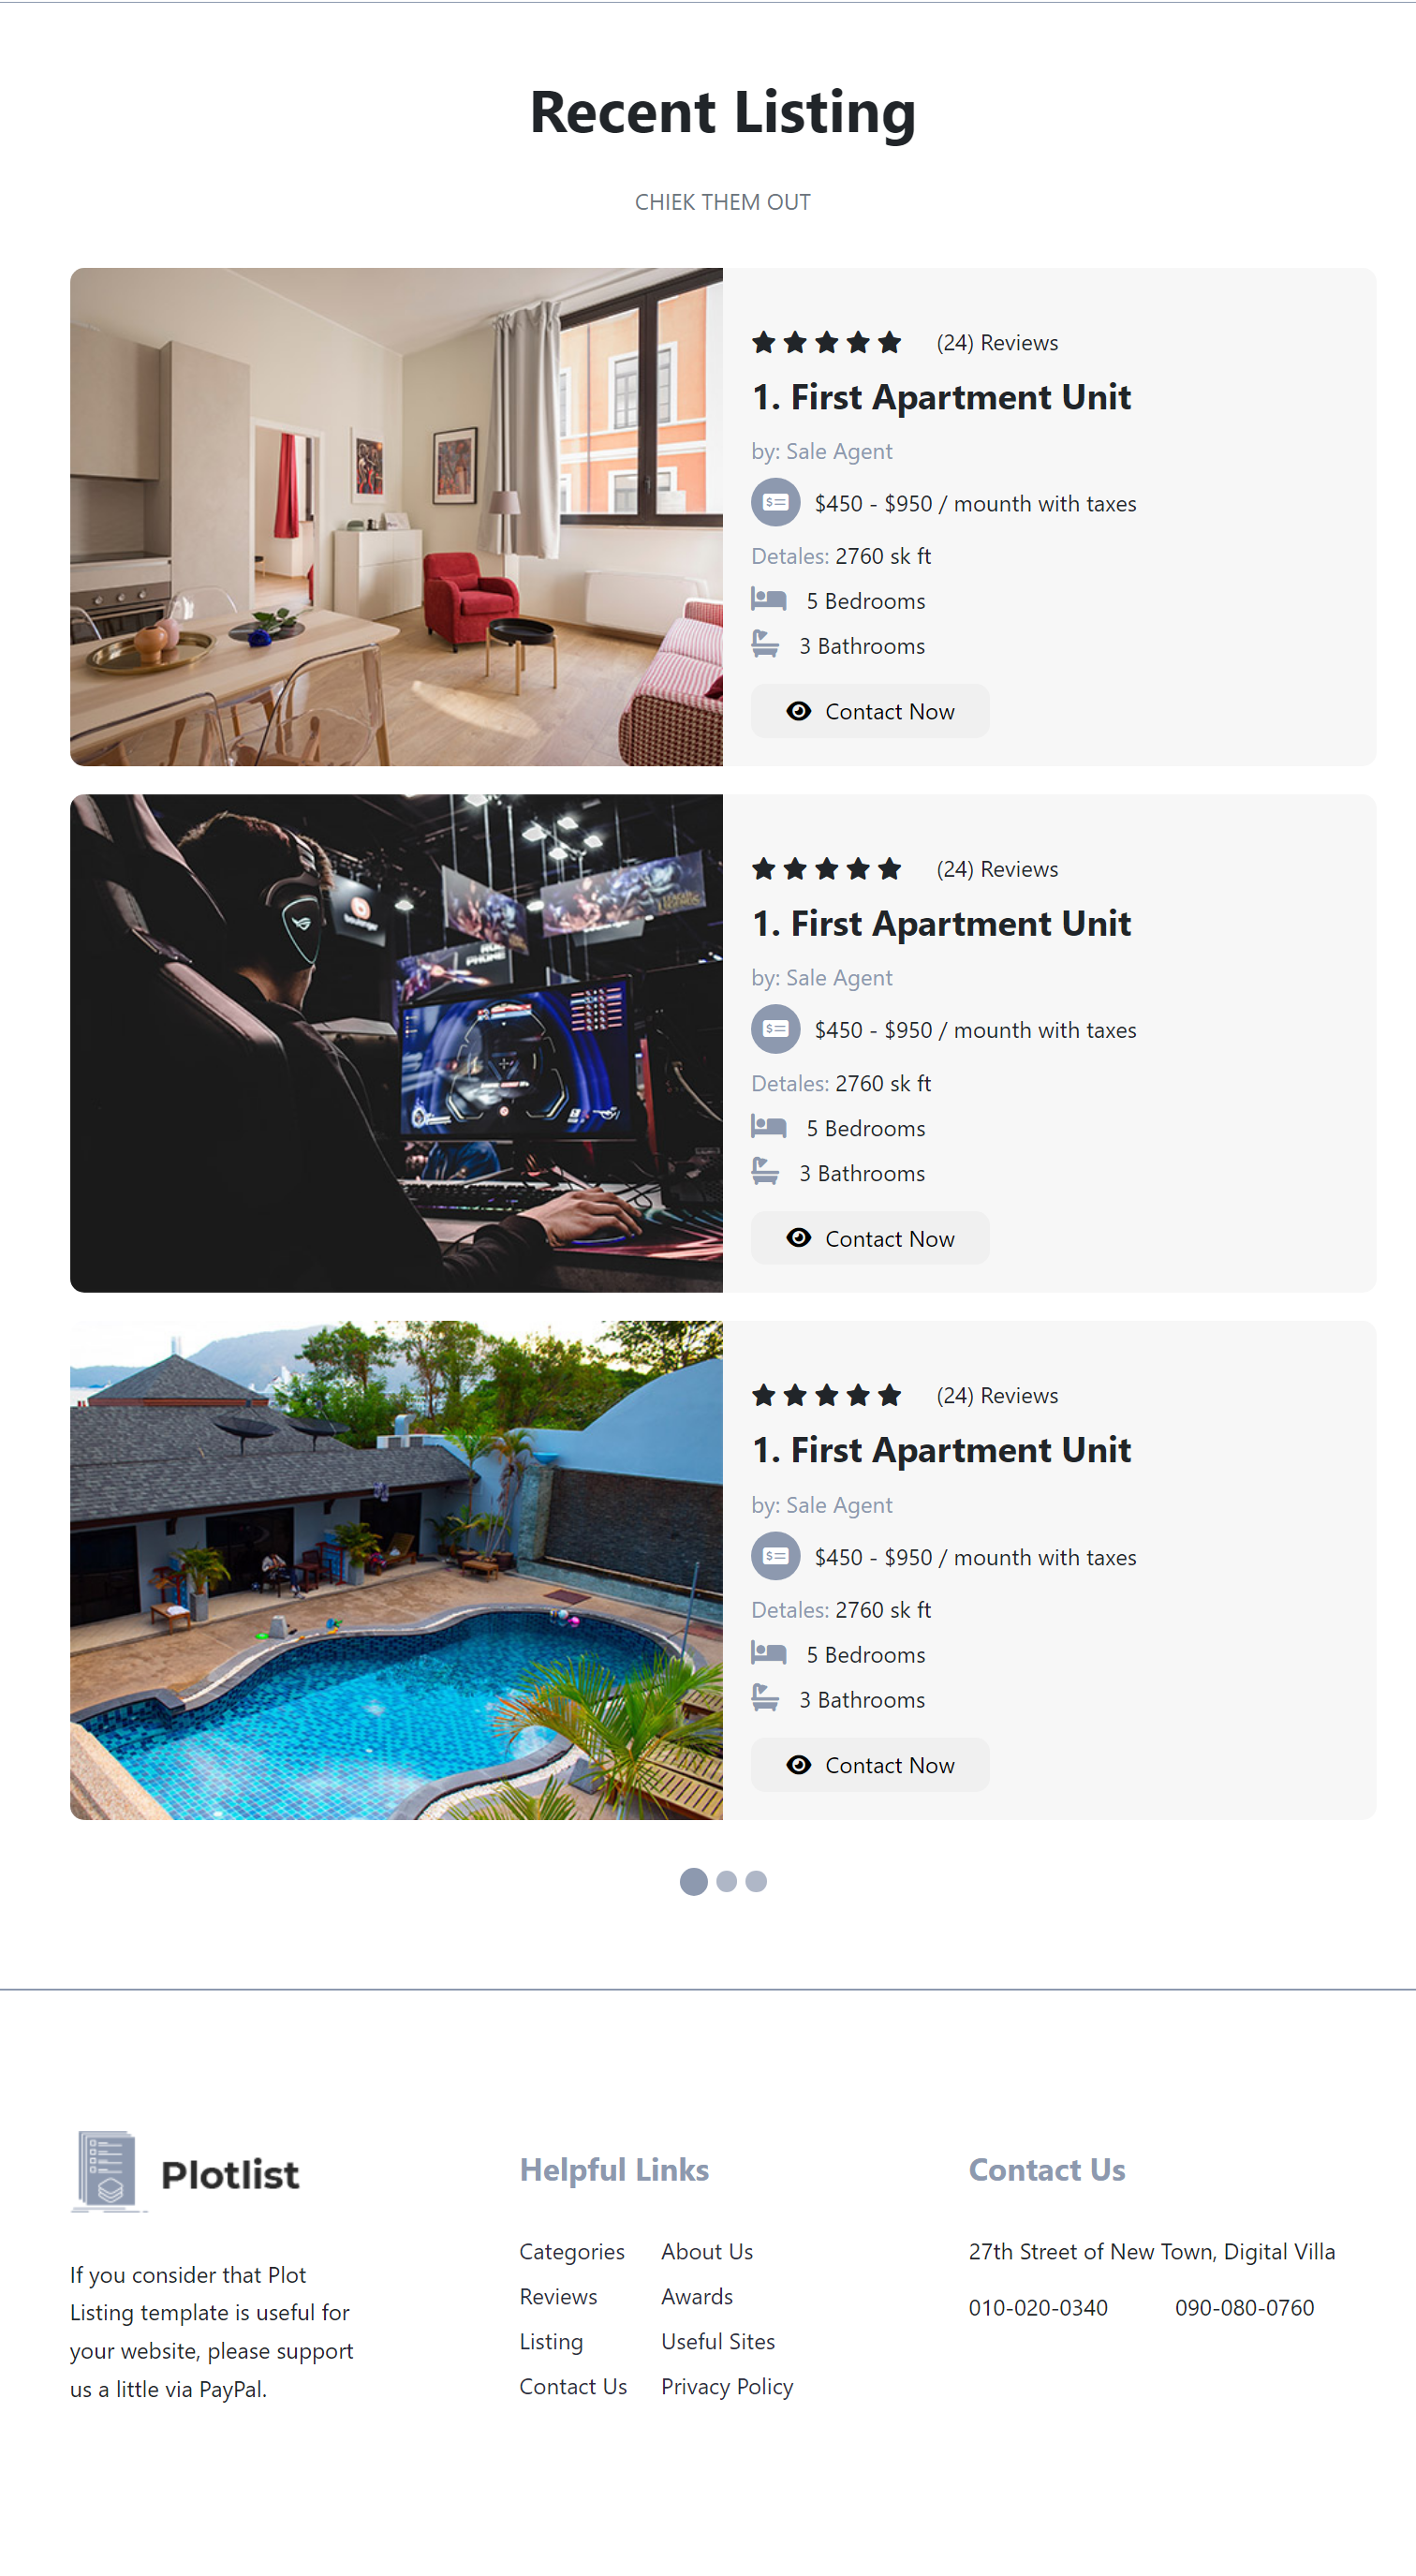 Recent Listing
CHIEK THEM OUT
(24) Reviews
1. First Apartment Unit
by: Sale Agent
$450 - $950 / mounth with taxes
Detales: 2760 sk ft
5 Bedrooms
3 Bathrooms
Contact Now
(24) Reviews
1. First Apartment Unit
by: Sale Agent
$450 - $950 / mounth with taxes
Detales: 2760 sk ft
5 Bedrooms
3 Bathrooms
Contact Now
(24) Reviews
1. First Apartment Unit
by: Sale Agent
$450 - $950 / mounth with taxes
Detales: 2760 sk ft
5 Bedrooms
3 Bathrooms
Contact Now
Plotlist
If you consider that Plot
Listing template is useful for
your website, please support
us a little via PayPal.
Helpful Links
Categories About Us
Reviews Awards
Listing Useful Sites
Contact Us Privacy Policy
Contact Us
27th Street of New Town, Digital Villa
010-020-0340 090-080-0760